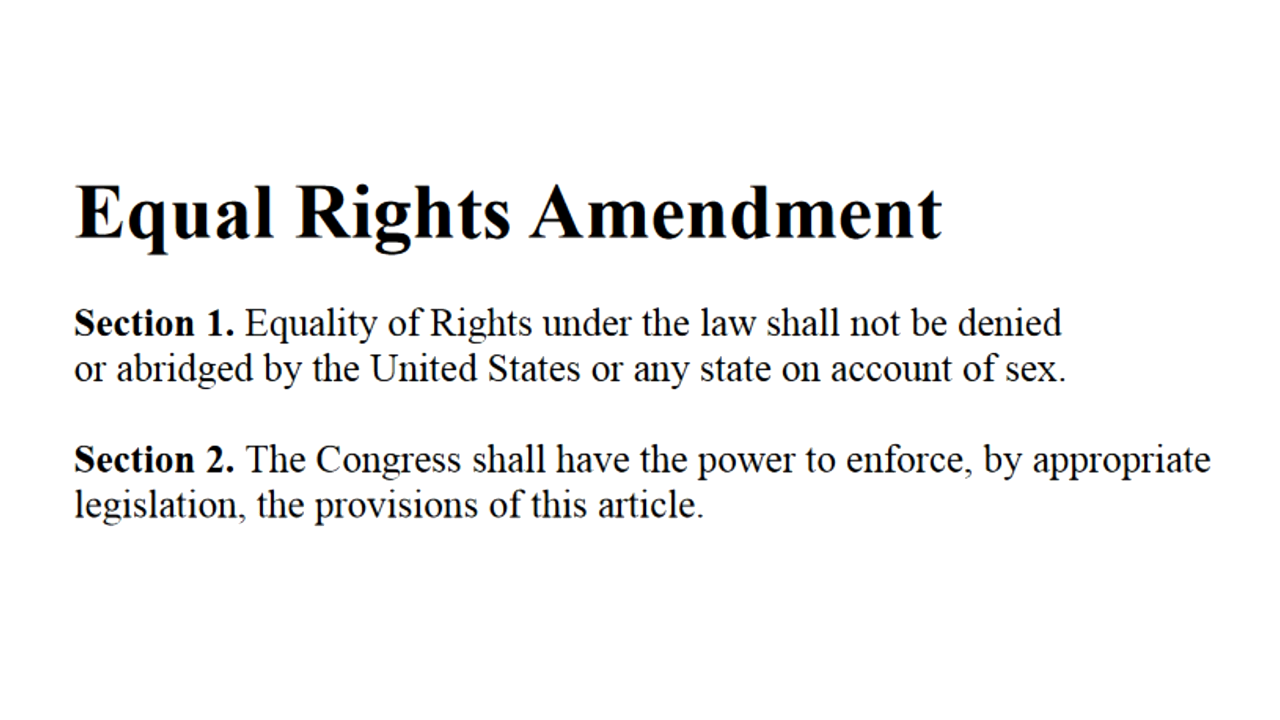 Equal Rights Amendment
Section 1. Equality of Rights under the law shall not be denied
or abridged by the United States or any state on account of sex.
Section 2. The Congress shall have the power to enforce, by appropriate
legislation, the provisions of this article.